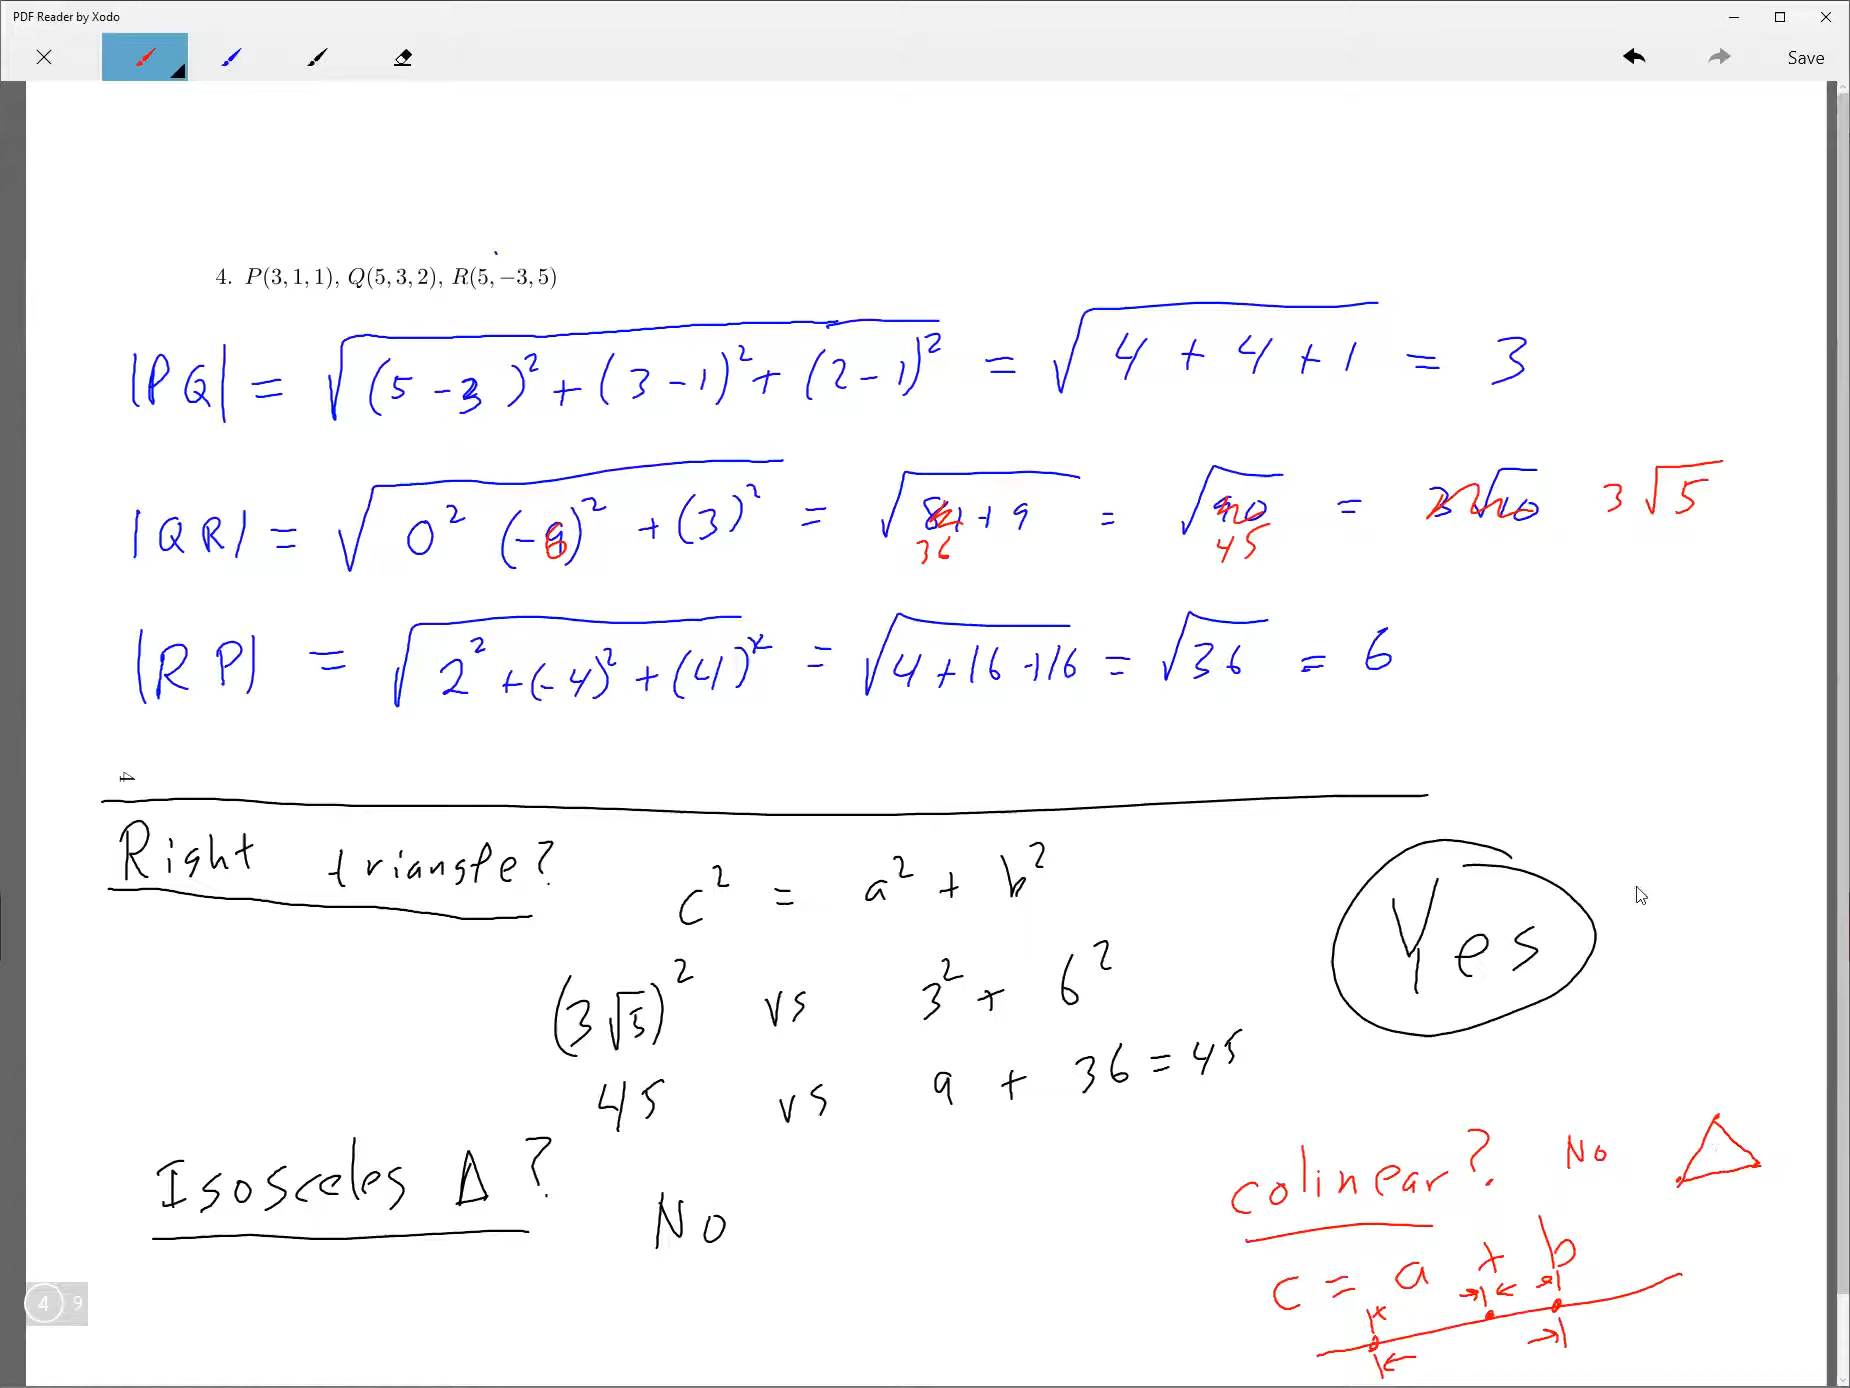 PDF Reader by Xodo
Save
4. P(3, 1, 1), Q(5, 3, 2), R(5, −3, 5)
|PQ| = √((5 - 3)² + (3 - 1)² + (2 - 1)²) = √(4 + 4 + 1) = 3
|QR| = √(0² (-6)² + (3)²) = √(36 + 9) = √45 = 3√5
|RP| = √(2² + (-4)² + (4)²) = √(4 + 16 + 16) = √36 = 6
Right triangle?
c² = a² + b²
Yes
(3√5)² vs 3² + 6²
45 vs 9 + 36 = 45
Isosceles Δ?
No
colinear? No
c = a + b
4 9